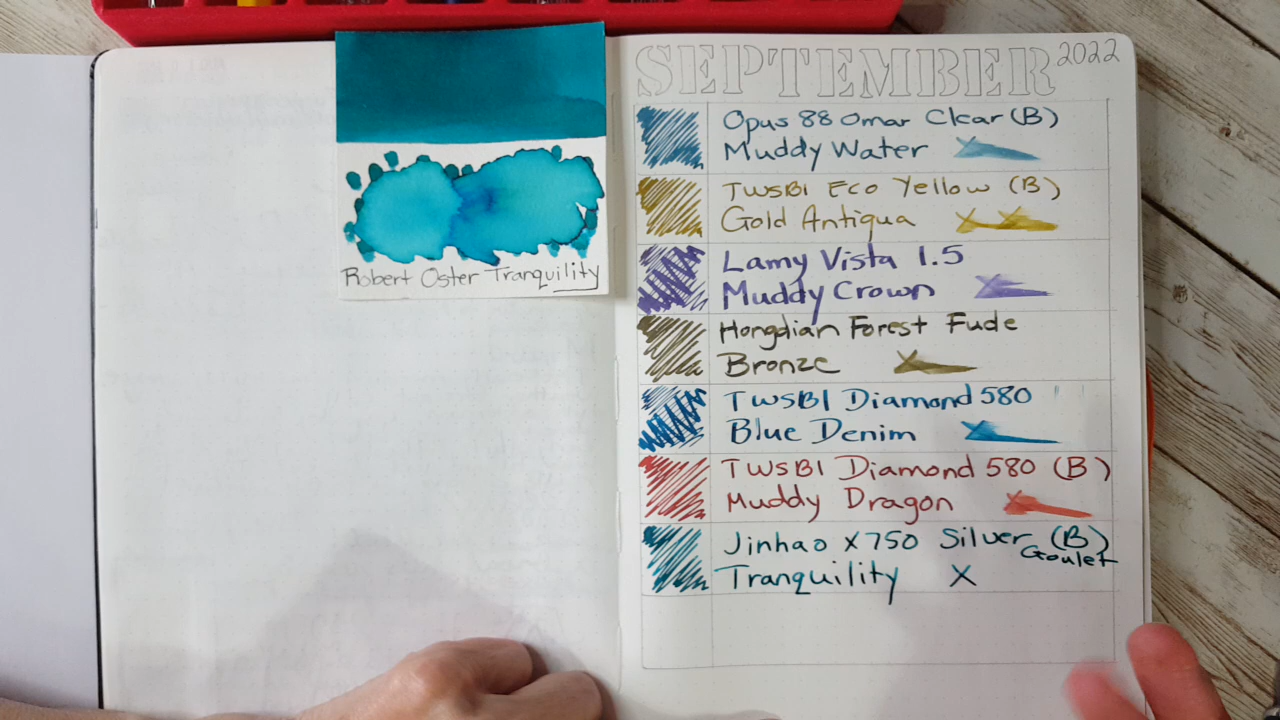 Robert Oster Tranquility
SEPTEMBER 2022
Opus 88 Omar Clear (B)
Muddy Water
TWSBI Eco Yellow (B)
Gold Antiqua
Lamy Vista 1.5
Muddy Crown
Hongdian Forest Fude
Bronze
TWSBI Diamond 580
Blue Denim
TWSBI Diamond 580 (B)
Muddy Dragon
Jinhao X750 Silver (B)
Goulet
Tranquility X